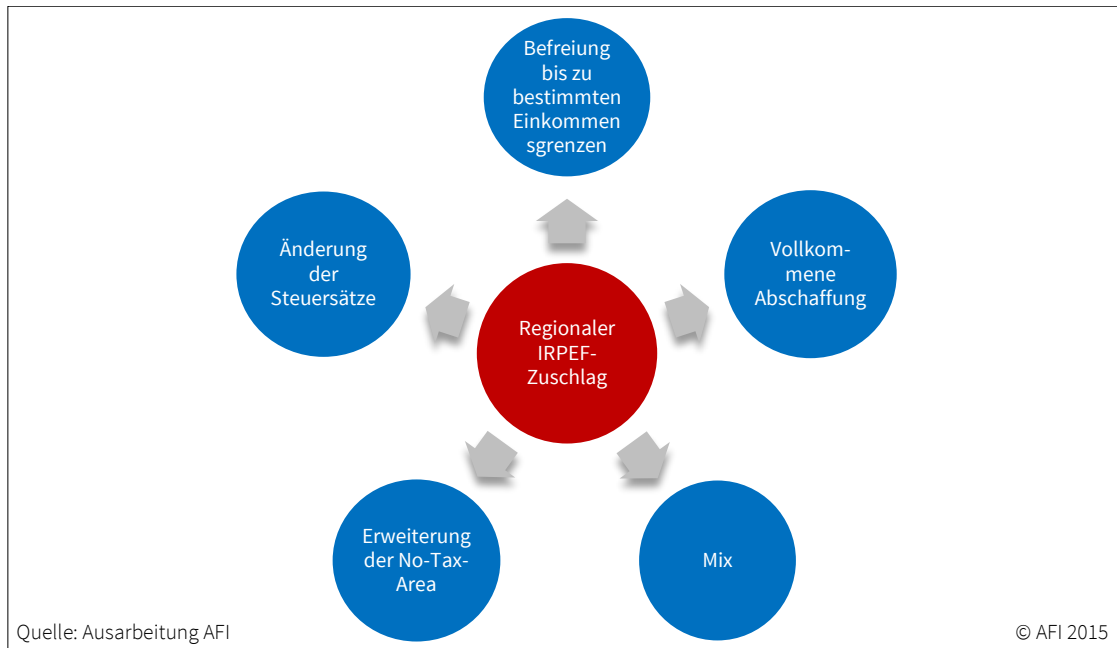 Befreiung
bis zu
bestimmten
Einkommen
sgrenzen
Änderung
der
Steuersätze
Vollkom-
mene
Abschaffung
Regionaler
IRPEF-
Zuschlag
Erweiterung
der No-Tax-
Area
Mix
Quelle: Ausarbeitung AFI
© AFI 2015